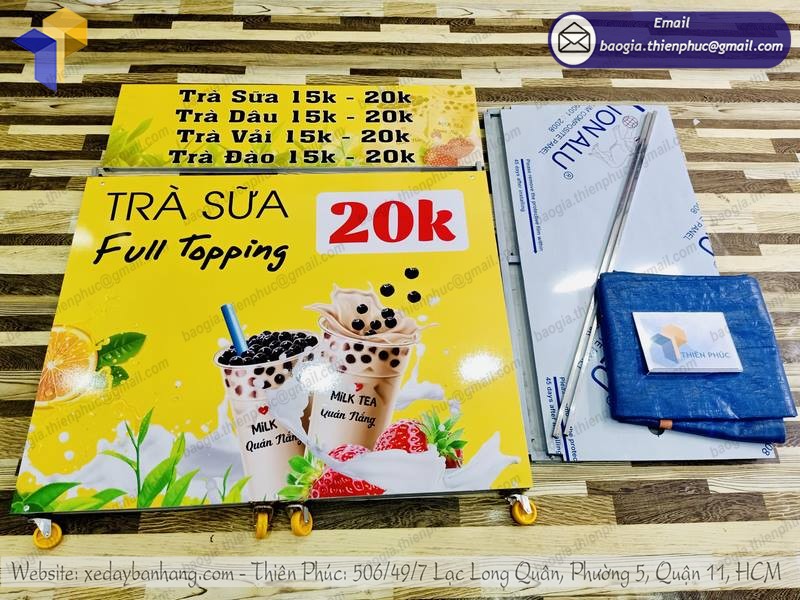 Email
baogia.thienphuc@gmail.com
Trà Sữa 15k - 20k
Trà Dâu 15k - 20k
Trà Vải 15k - 20k
Trà Đào 15k - 20k
TRÀ SỮA
Full Topping
20k
MiLK
Quán Nắng
MiLK TEA
Quán Nắng
IONALU
THIÊN PHÚC
Website: xedaybanhang.com - Thiên Phúc: 506/49/7 Lạc Long Quân, Phường 5, Quận 11, HCM